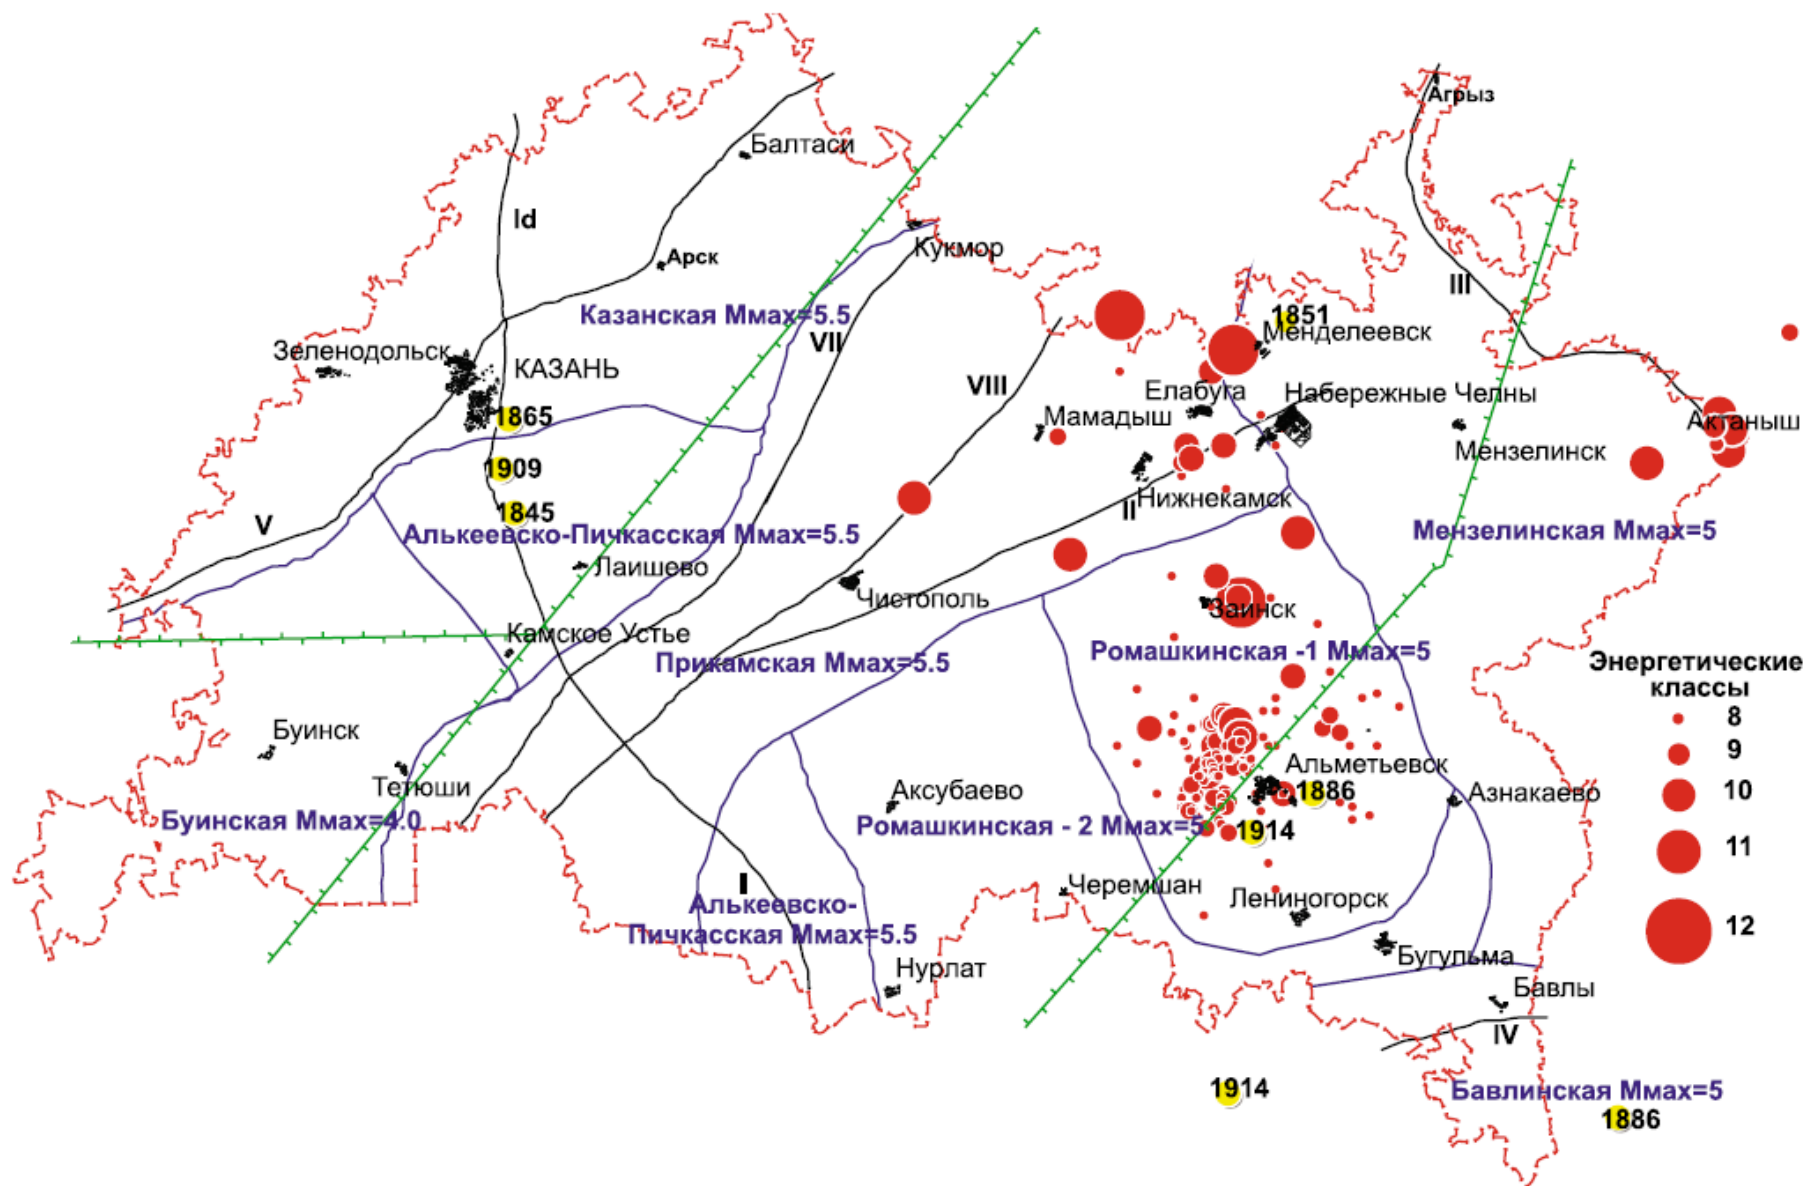 Агрыз
Балтаси
Id
Кукмор
Арск
III
Казанская Ммах=5.5
1851
Менделеевск
VII
Зеленодольск
КАЗАНЬ
VIII
Елабуга
Набережные Челны
1865
Мамадыш
Актаныш
Мензелинск
1909
Нижнекамск
1845
II
V
Алькеевско-Пичкасская Ммах=5.5
Мензелинская Ммах=5
Лаишево
Чистополь
Заинск
Камское Устье
Прикамская Ммах=5.5
Ромашкинская -1 Ммах=5
Энергетические
классы
8
9
10
11
12
Буинск
Тетюши
Альметьевск
Аксубаево
1886
Азнакаево
Буинская Ммах=4.0
Ромашкинская - 2 Ммах=5
1914
I
Черемшан
Лениногорск
Алькеевско-
Пичкасская Ммах=5.5
Бугульма
Нурлат
Бавлы
IV
1914
Бавлинская Ммах=5
1886